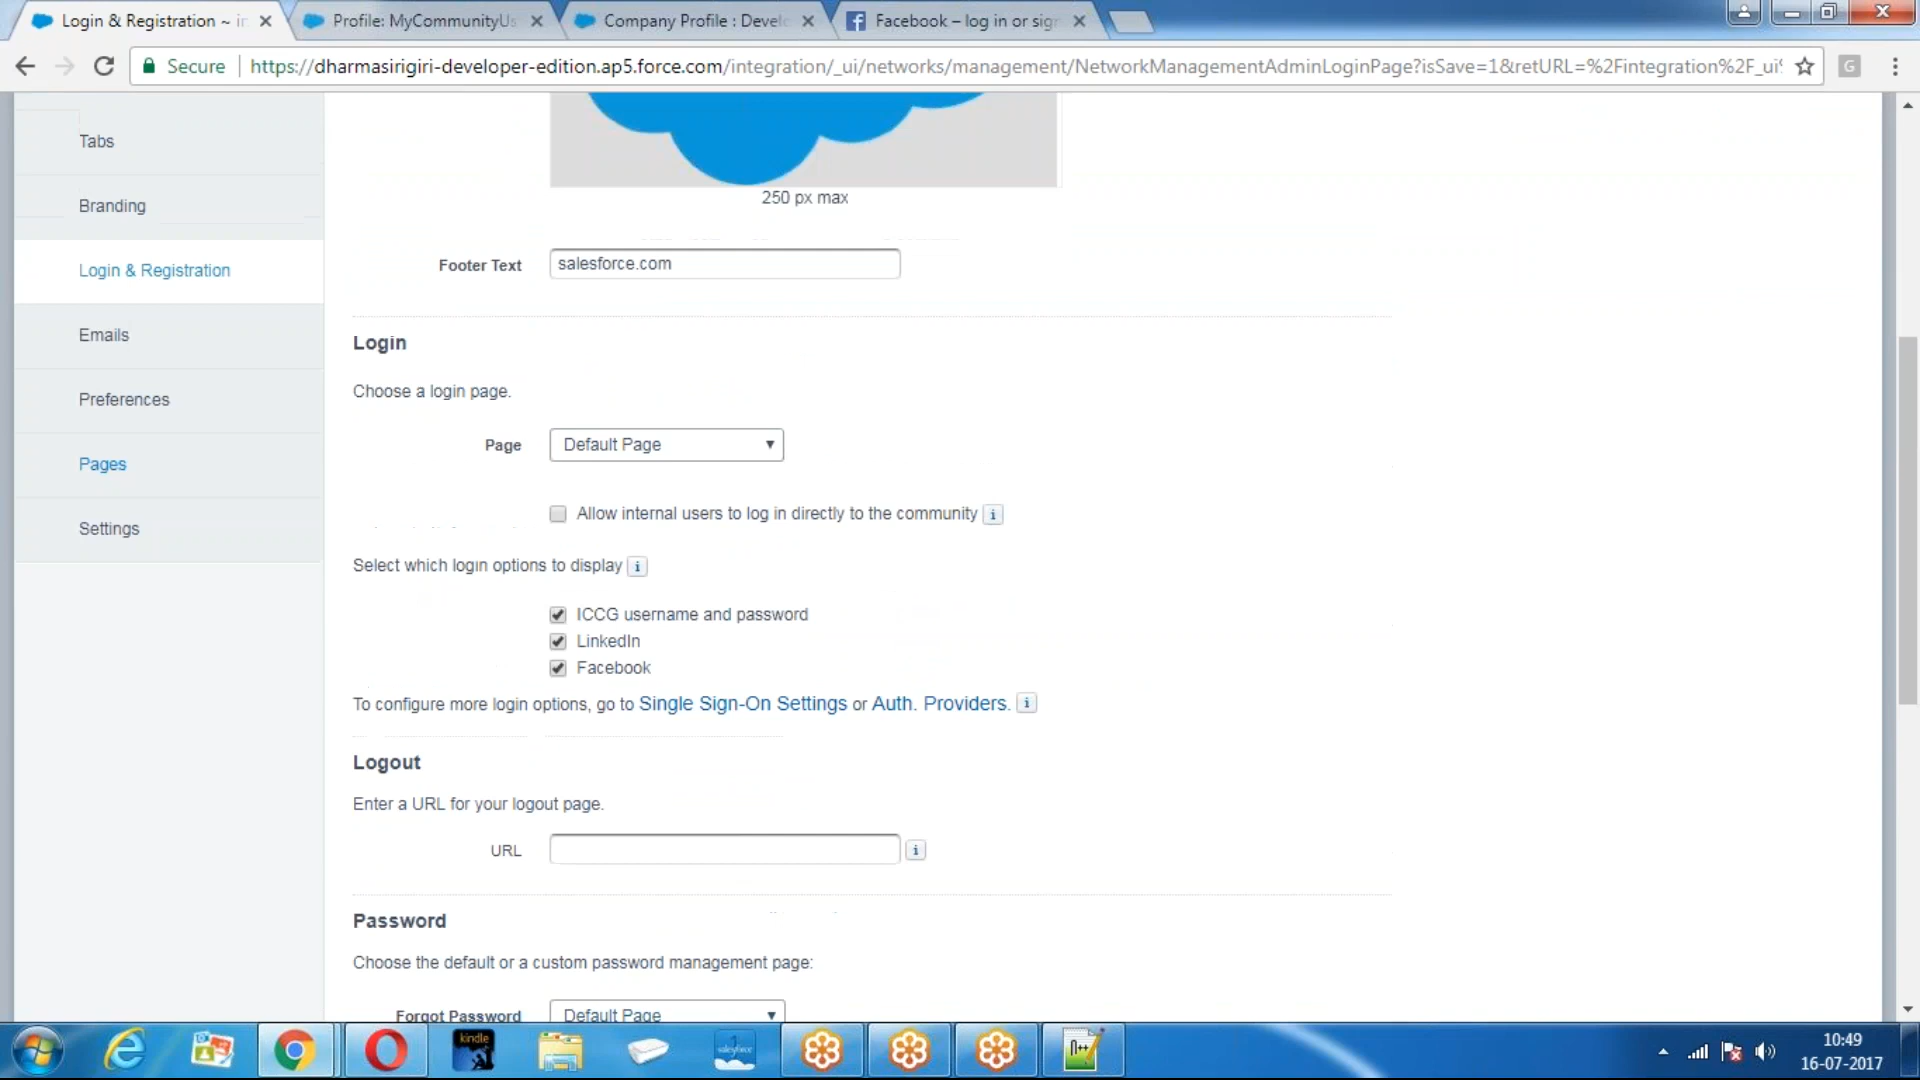 Login & Registration ~ in
Profile: MyCommunityUs
Company Profile : Develo
Facebook – log in or sign
Secure
https://dharmasirigiri-developer-edition.ap5.force.com/integration/_ui/networks/management/NetworkManagementAdminLoginPage?isSave=1&retURL=%2Fintegration%2F_ui%
Tabs
Branding
Login & Registration
Emails
Preferences
Pages
Settings
250 px max
Footer Text
salesforce.com
Login
Choose a login page.
Page
Default Page
Allow internal users to log in directly to the community
Select which login options to display
ICCG username and password
LinkedIn
Facebook
To configure more login options, go to Single Sign-On Settings or Auth. Providers.
Logout
Enter a URL for your logout page.
URL
Password
Choose the default or a custom password management page:
Forgot Password
Default Page
kindle
salesforce
10:49
16-07-2017